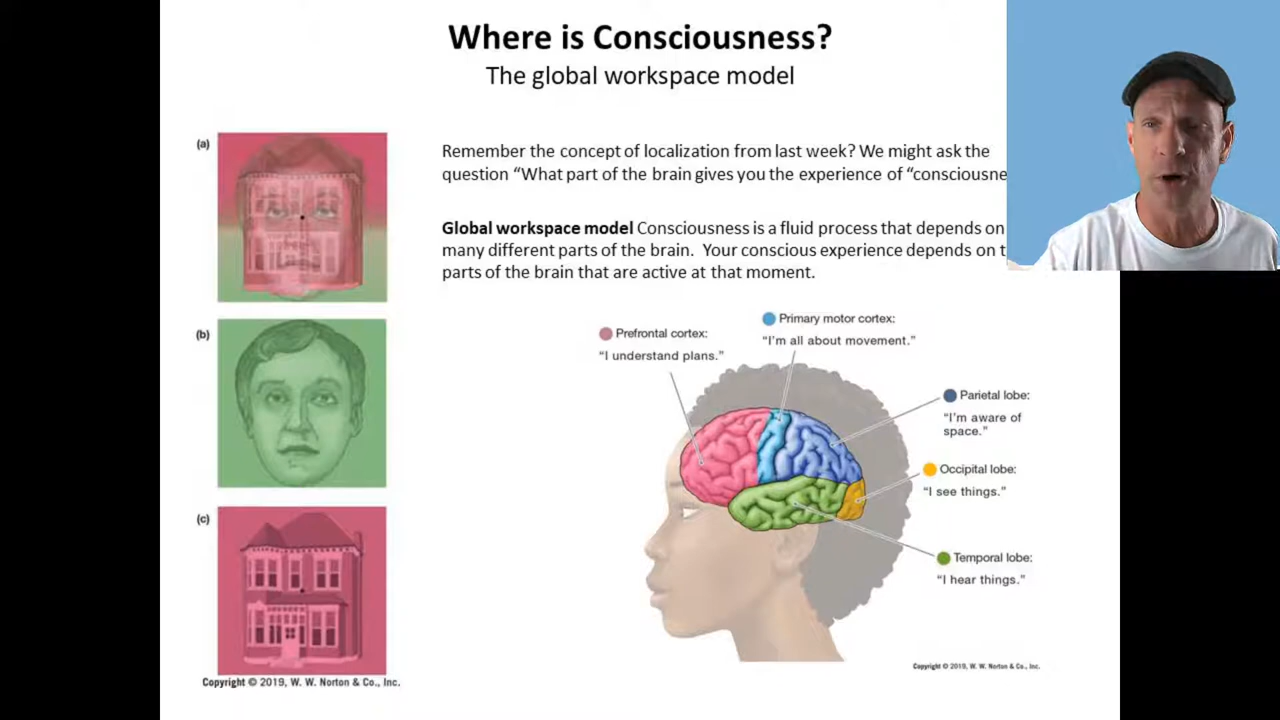 Where is Consciousness?
The global workspace model
(a)
(b)
(c)
Copyright © 2019, W. W. Norton & Co., Inc.
Remember the concept of localization from last week? We might ask the
question “What part of the brain gives you the experience of “consciousne
Global workspace model Consciousness is a fluid process that depends on
many different parts of the brain. Your conscious experience depends on t
parts of the brain that are active at that moment.
Prefrontal cortex:
“I understand plans.”
Primary motor cortex:
“I’m all about movement.”
Parietal lobe:
“I’m aware of
space.”
Occipital lobe:
“I see things.”
Temporal lobe:
“I hear things.”
Copyright © 2019, W. W. Norton & Co., Inc.